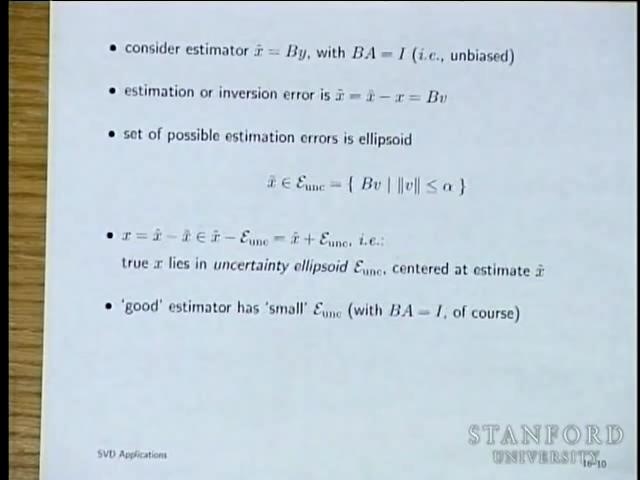 • consider estimator x̂ = By, with BA = I (i.e., unbiased)
• estimation or inversion error is x̃ = x̂ − x = Bv
• set of possible estimation errors is ellipsoid
x̃ ∈ ℰunc = { Bv | ‖v‖ ≤ α }
• x = x̂ − x̃ ∈ x̂ − ℰunc = x̂ + ℰunc, i.e.:
true x lies in uncertainty ellipsoid ℰunc, centered at estimate x̂
• 'good' estimator has 'small' ℰunc (with BA = I, of course)
SVD Applications
STANFORD
UNIVERSITY
16–10